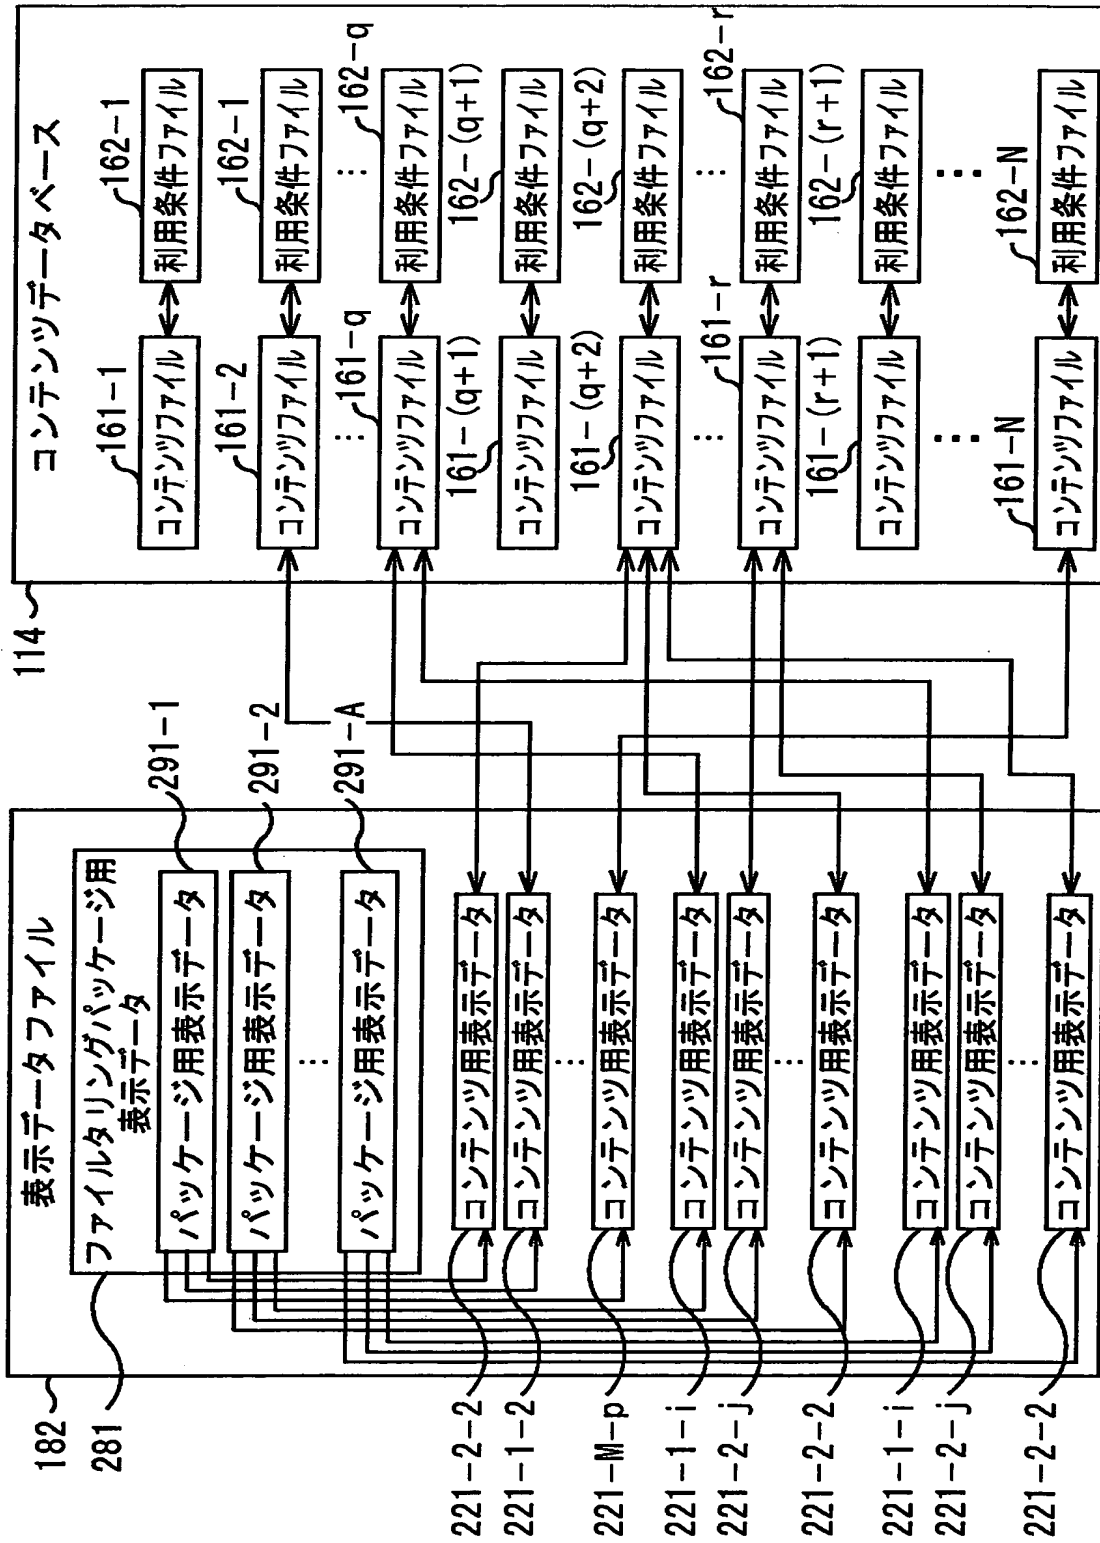 182
表示データファイル
281
ファイルタリングパッケージ用
表示データ
パッケージ用表示データ
291-1
パッケージ用表示データ
291-2
⋮
パッケージ用表示データ
291-A
221-2-2
コンテンツ用表示データ
221-1-2
コンテンツ用表示データ
⋮
221-M-p
コンテンツ用表示データ
221-1-i
コンテンツ用表示データ
221-2-j
コンテンツ用表示データ
⋮
221-2-2
コンテンツ用表示データ
221-1-i
コンテンツ用表示データ
221-2-j
コンテンツ用表示データ
⋮
221-2-2
コンテンツ用表示データ
114
コンテンツデータベース
161-1
コンテンツファイル
162-1
利用条件ファイル
161-2
コンテンツファイル
162-1
利用条件ファイル
⋮
⋮
161-q
コンテンツファイル
162-q
利用条件ファイル
161-(q+1)
コンテンツファイル
162-(q+1)
利用条件ファイル
161-(q+2)
コンテンツファイル
162-(q+2)
利用条件ファイル
⋮
⋮
161-r
コンテンツファイル
162-r
利用条件ファイル
161-(r+1)
コンテンツファイル
162-(r+1)
利用条件ファイル
⋮
⋮
161-N
コンテンツファイル
162-N
利用条件ファイル